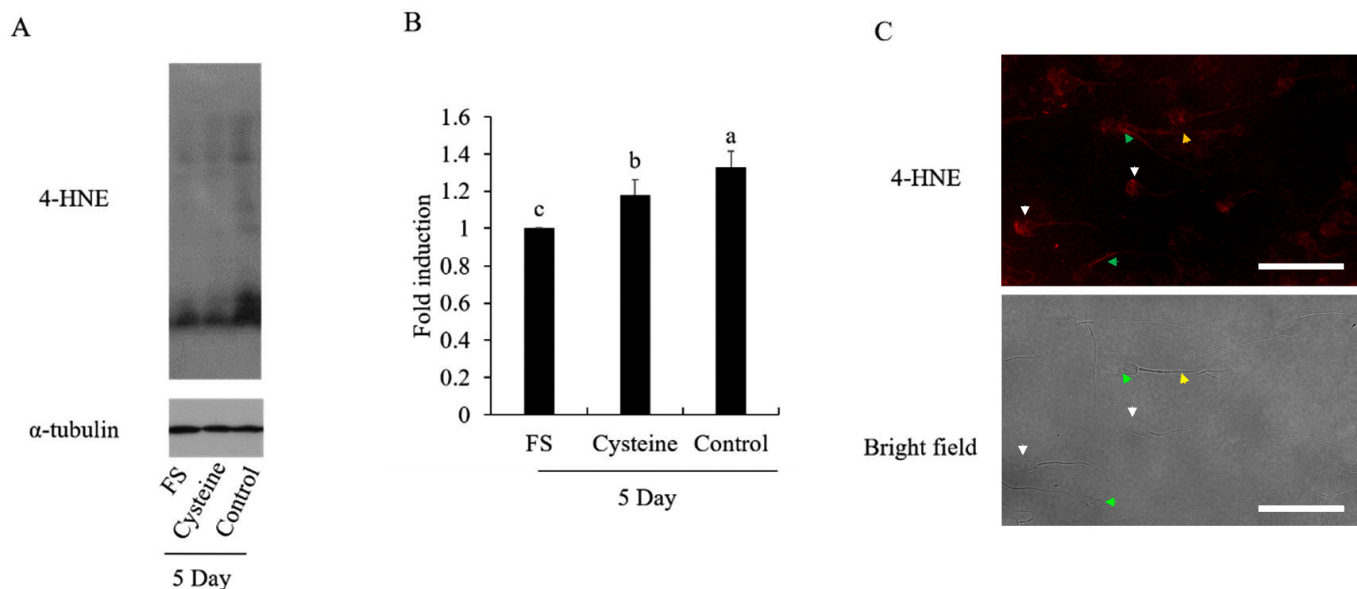 A
4-HNE
α-tubulin
FS
Cysteine
Control
5 Day
B
Fold induction
1.6
1.4
1.2
1
0.8
0.6
0.4
0.2
0
c
b
a
FS Cysteine Control
5 Day
C
4-HNE
Bright field